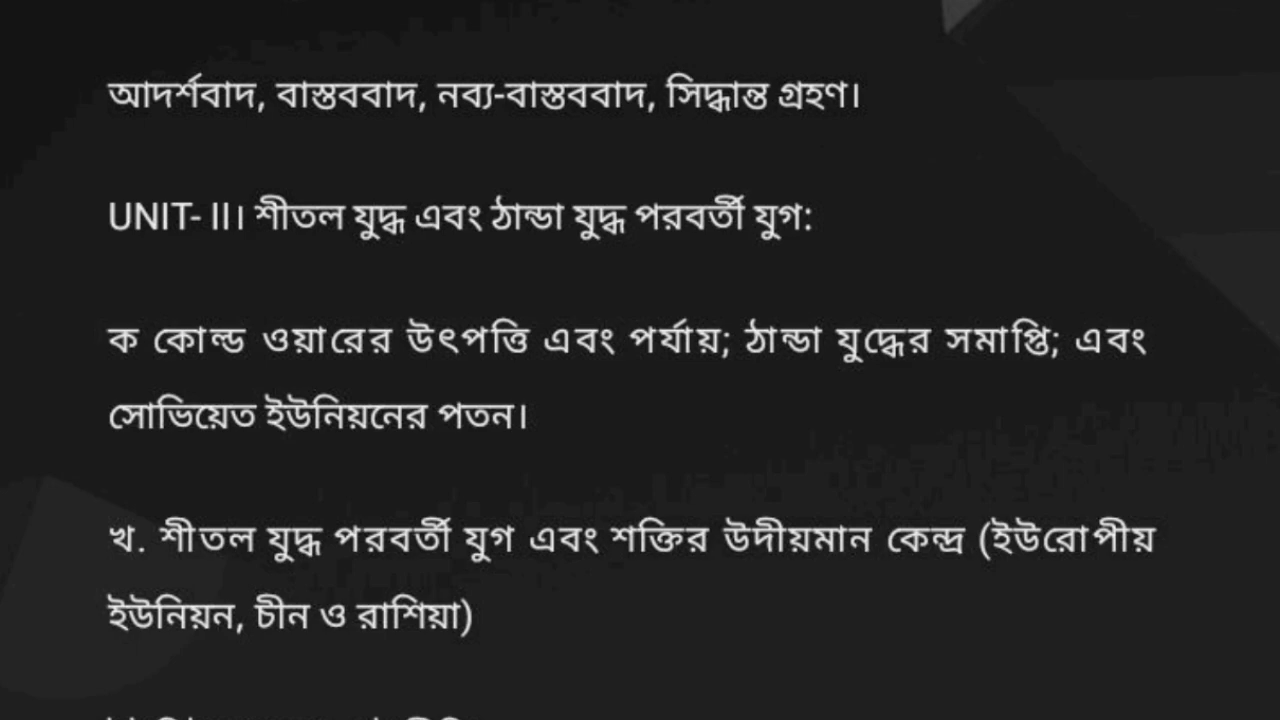 আদর্শবাদ, বাস্তববাদ, নব্য-বাস্তববাদ, সিদ্ধান্ত গ্রহণ।
UNIT- II। শীতল যুদ্ধ এবং ঠান্ডা যুদ্ধ পরবর্তী যুগ:
ক কোল্ড ওয়ারের উৎপত্তি এবং পর্যায়; ঠান্ডা যুদ্ধের সমাপ্তি; এবং
সোভিয়েত ইউনিয়নের পতন।
খ. শীতল যুদ্ধ পরবর্তী যুগ এবং শক্তির উদীয়মান কেন্দ্র (ইউরোপীয়
ইউনিয়ন, চীন ও রাশিয়া)